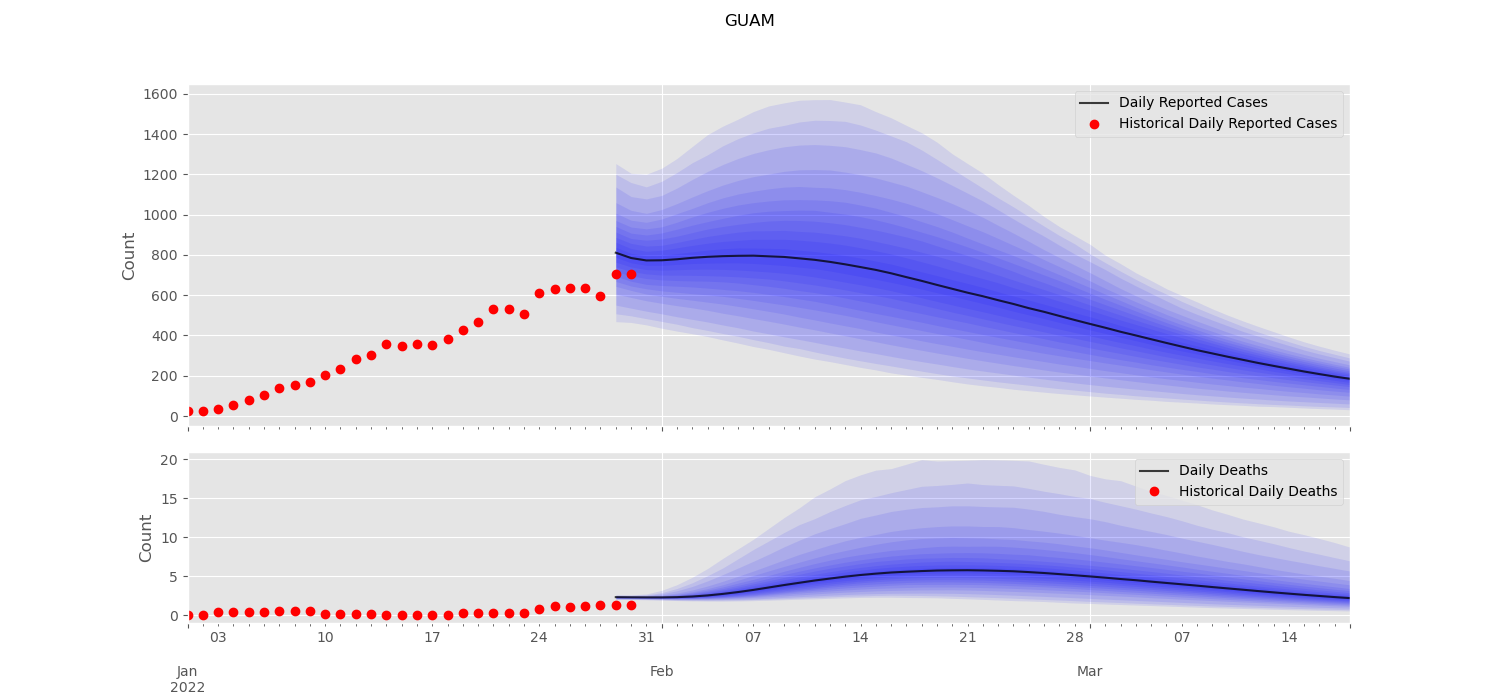 GUAM
Count
1600
1400
1200
1000
800
600
400
200
0
Daily Reported Cases
Historical Daily Reported Cases
Count
20
15
10
5
0
Daily Deaths
Historical Daily Deaths
03 10 17 24 31 07 14 21 28 07 14
Jan Feb Mar
2022